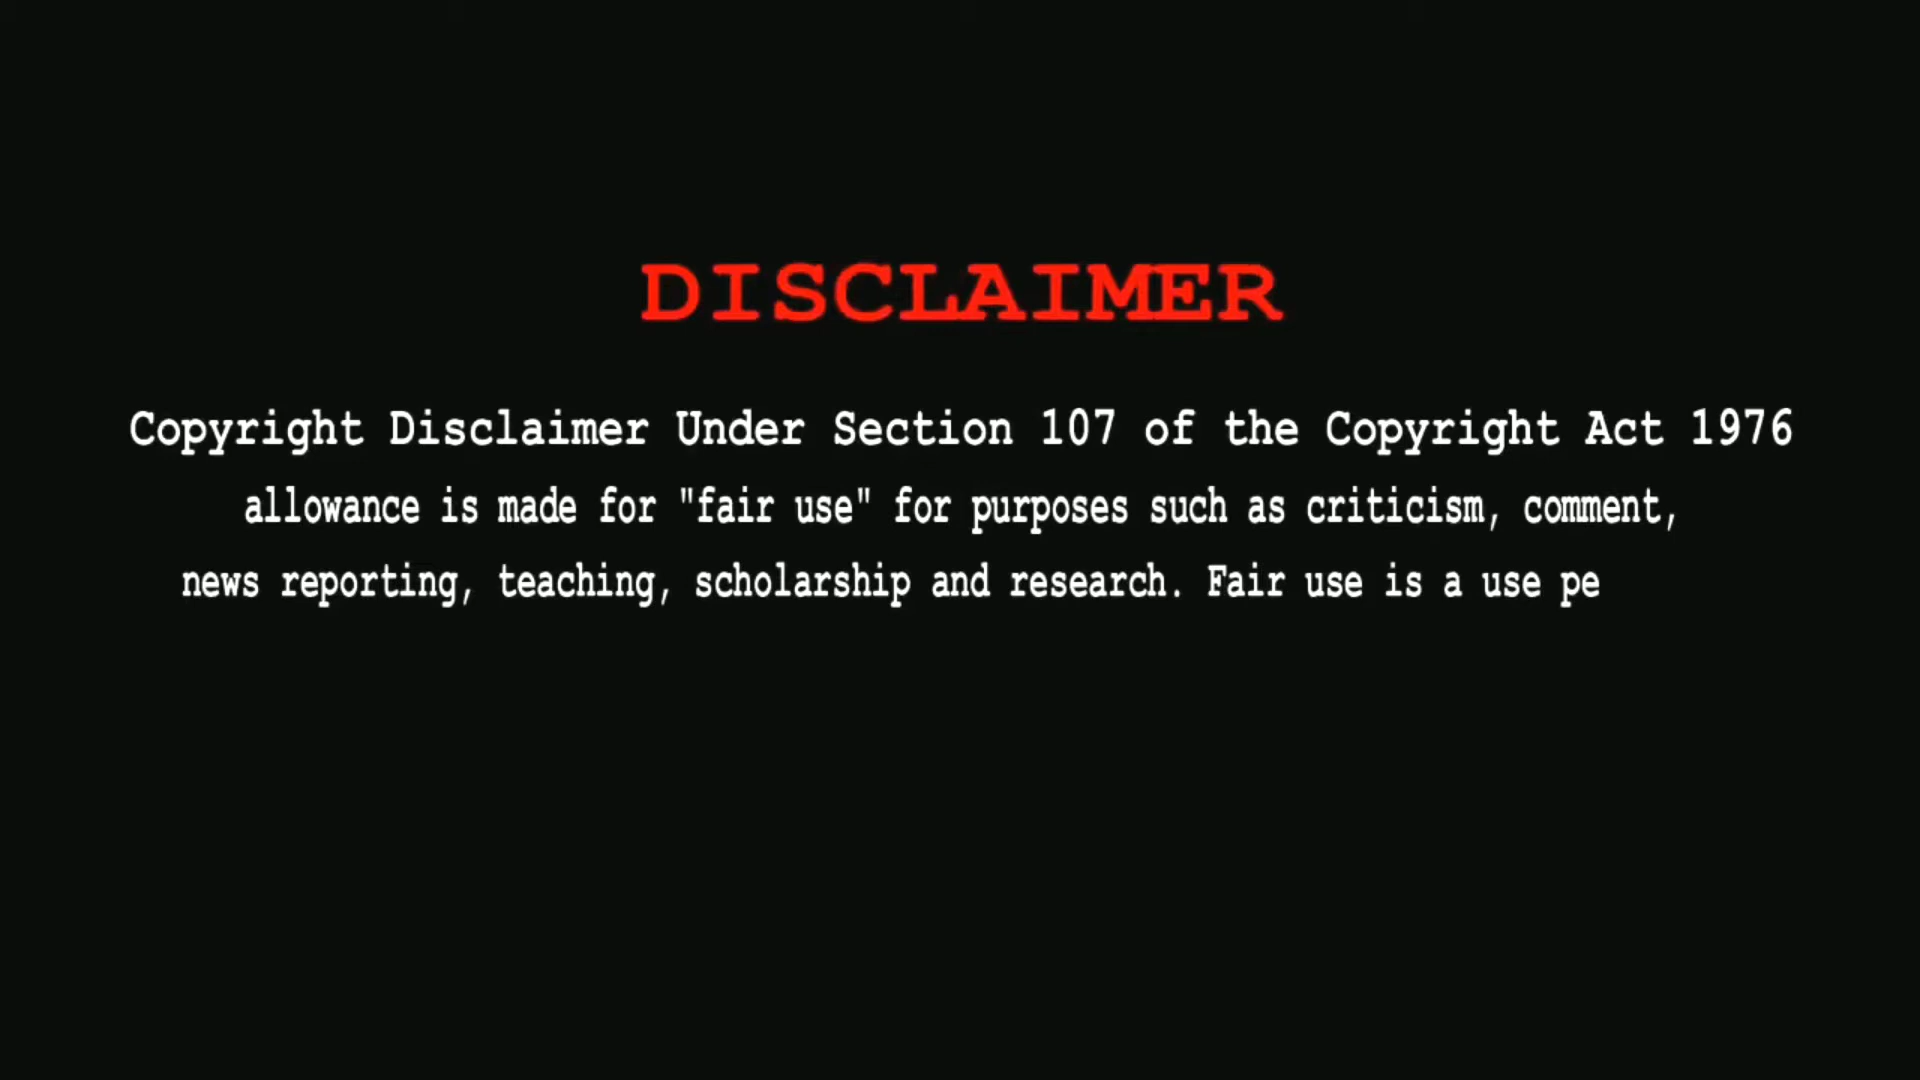 DISCLAIMER
Copyright Disclaimer Under Section 107 of the Copyright Act 1976
allowance is made for "fair use" for purposes such as criticism, comment,
news reporting, teaching, scholarship and research. Fair use is a use pe